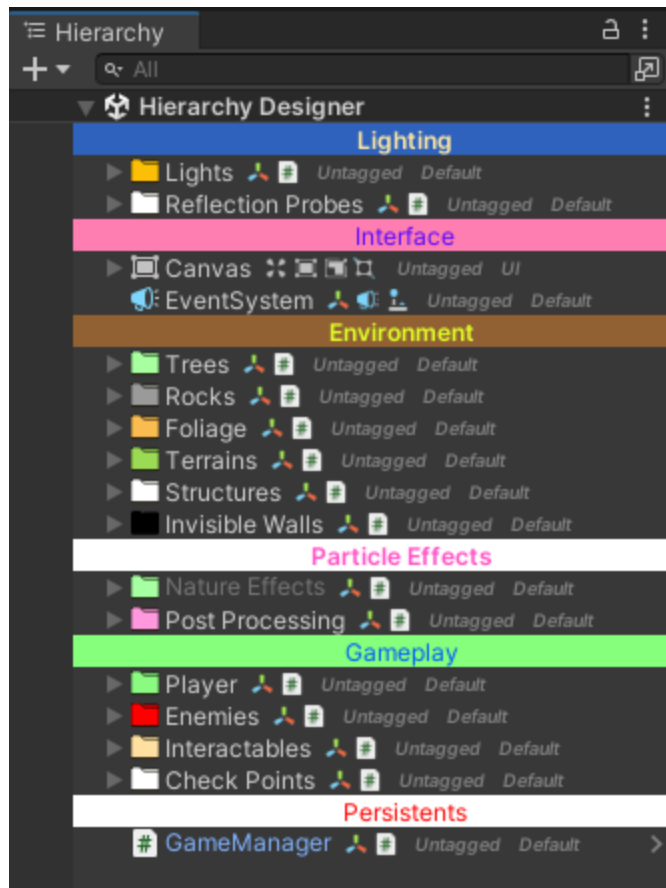 Hierarchy
All
Hierarchy Designer
Lighting
Lights Untagged Default
Reflection Probes Untagged Default
Interface
Canvas Untagged UI
EventSystem Untagged Default
Environment
Trees Untagged Default
Rocks Untagged Default
Foliage Untagged Default
Terrains Untagged Default
Structures Untagged Default
Invisible Walls Untagged Default
Particle Effects
Nature Effects Untagged Default
Post Processing Untagged Default
Gameplay
Player Untagged Default
Enemies Untagged Default
Interactables Untagged Default
Check Points Untagged Default
Persistents
GameManager Untagged Default